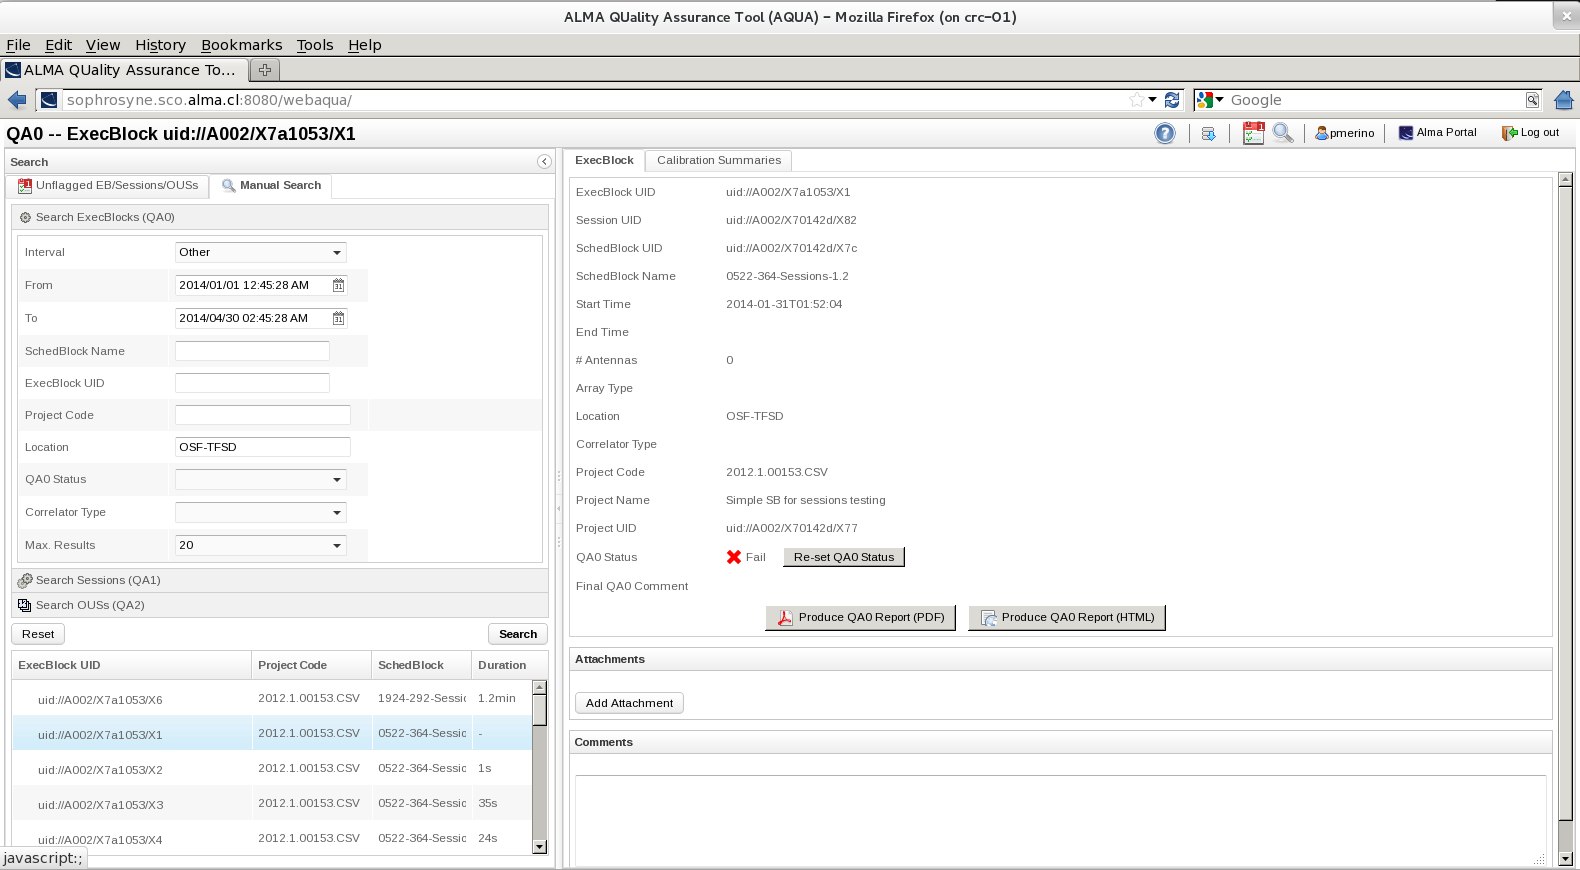 ALMA QUality Assurance Tool (AQUA) – Mozilla Firefox (on crc-01)
File Edit View History Bookmarks Tools Help
ALMA QUality Assurance To...
sophrosyne.sco.alma.cl:8080/webaqua/
Google
QA0 -- ExecBlock uid://A002/X7a1053/X1
1
pmerino
Alma Portal
Log out
Search
Unflagged EB/Sessions/OUSs
Manual Search
Search ExecBlocks (QA0)
Interval Other
From 2014/01/01 12:45:28 AM
To 2014/04/30 02:45:28 AM
SchedBlock Name
ExecBlock UID
Project Code
Location OSF-TFSD
QA0 Status
Correlator Type
Max. Results 20
Search Sessions (QA1)
Search OUSs (QA2)
Reset Search
ExecBlock UID Project Code SchedBlock Duration
uid://A002/X7a1053/X6 2012.1.00153.CSV 1924-292-Sessic 1.2min
uid://A002/X7a1053/X1 2012.1.00153.CSV 0522-364-Sessic -
uid://A002/X7a1053/X2 2012.1.00153.CSV 0522-364-Sessic 1s
uid://A002/X7a1053/X3 2012.1.00153.CSV 0522-364-Sessic 35s
uid://A002/X7a1053/X4 2012.1.00153.CSV 0522-364-Sessic 24s
javascript:;
ExecBlock Calibration Summaries
ExecBlock UID uid://A002/X7a1053/X1
Session UID uid://A002/X70142d/X82
SchedBlock UID uid://A002/X70142d/X7c
SchedBlock Name 0522-364-Sessions-1.2
Start Time 2014-01-31T01:52:04
End Time
# Antennas 0
Array Type
Location OSF-TFSD
Correlator Type
Project Code 2012.1.00153.CSV
Project Name Simple SB for sessions testing
Project UID uid://A002/X70142d/X77
QA0 Status Fail Re-set QA0 Status
Final QA0 Comment
Produce QA0 Report (PDF) Produce QA0 Report (HTML)
Attachments
Add Attachment
Comments